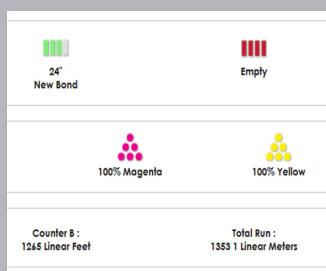 24"
New Bond
Empty
100% Magenta
100% Yellow
Counter B :
1265 Linear Feet
Total Run :
1353 1 Linear Meters